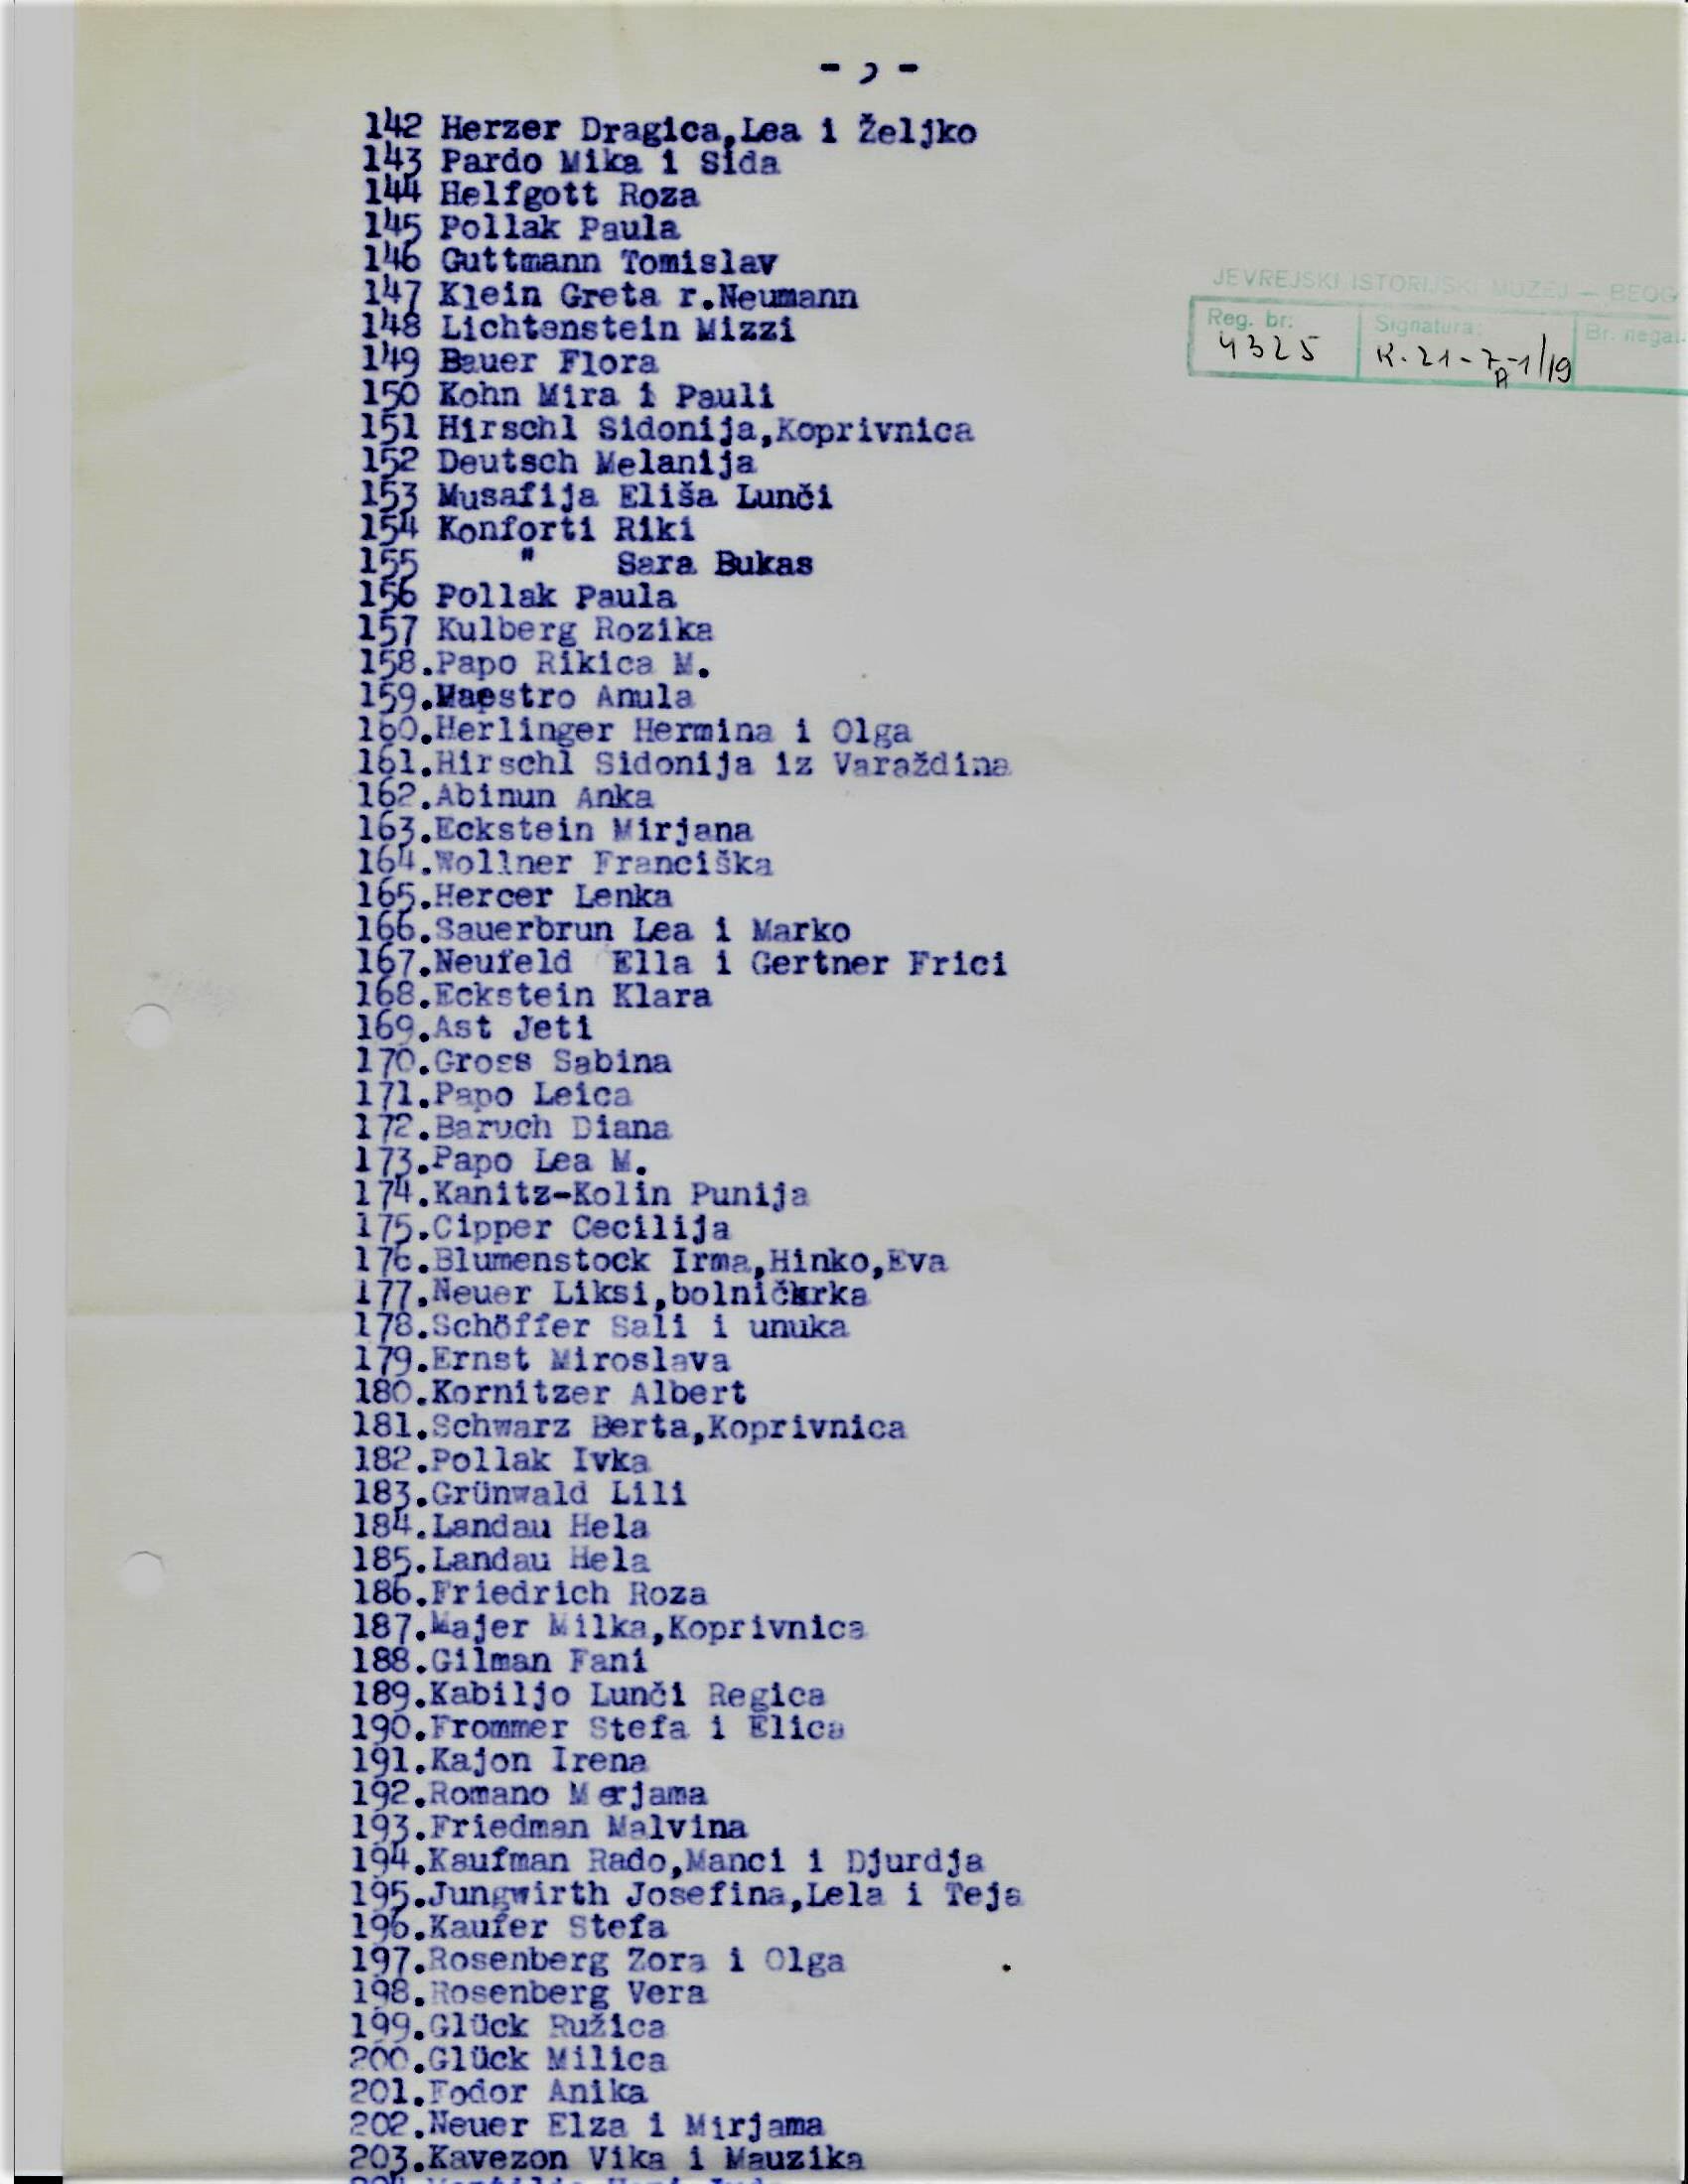 - 5 -
142 Herzer Dragica,Lea i Željko
143 Pardo Mika i Sida
144 Helfgott Roza
145 Pollak Paula
146 Guttmann Tomislav
147 Klein Greta r.Neumann
148 Lichtenstein Mizzi
149 Bauer Flora
150 Kohn Mira i Pauli
151 Hirschl Sidonija,Koprivnica
152 Deutsch Melanija
153 Musafija Eliša Lunči
154 Konforti Riki
155 " Sara Bukas
156 Pollak Paula
157 Kulberg Rozika
158.Papo Rikica M.
159.Maestro Anula
160.Herlinger Hermina i Olga
161.Hirschl Sidonija iz Varaždina
162.Abinun Anka
163.Eckstein Mirjana
164.Wollner Franciška
165.Hercer Lenka
166.Sauerbrun Lea i Marko
167.Neufeld Ella i Gertner Frici
168.Eckstein Klara
169.Ast Jeti
170.Gross Sabina
171.Papo Leica
172.Baruch Diana
173.Papo Lea M.
174.Kanitz-Kolin Punija
175.Cipper Cecilija
176.Blumenstock Irma,Hinko,Eva
177.Neuer Liksi,bolničarka
178.Schöffer Sali i unuka
179.Ernst Miroslava
180.Kornitzer Albert
181.Schwarz Berta,Koprivnica
182.Pollak Ivka
183.Grünwald Lili
184.Landau Hela
185.Landau Hela
186.Friedrich Roza
187.Majer Milka,Koprivnica
188.Gilman Fani
189.Kabiljo Lunči Regica
190.Frommer Stefa i Elica
191.Kajon Irena
192.Romano Merjama
193.Friedman Malvina
194.Kaufman Rado,Manci i Djurdja
195.Jungwirth Josefina,Lela i Teja
196.Kaufer Stefa
197.Rosenberg Zora i Olga
198.Rosenberg Vera
199.Glück Ružica
200.Glück Milica
201.Fodor Anika
202.Neuer Elza i Mirjama
203.Kavezon Vika i Mauzika
JEVREJSKI ISTORIJSKI MUZEJ — BEOG
Reg. br: Signatura: Br. negat.
4325 K.21-7A-1/19